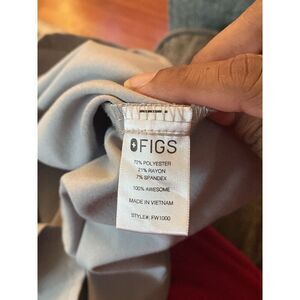 FIGS
72% POLYESTER
21% RAYON
7% SPANDEX
100% AWESOME
MADE IN VIETNAM
STYLE#: FW1000